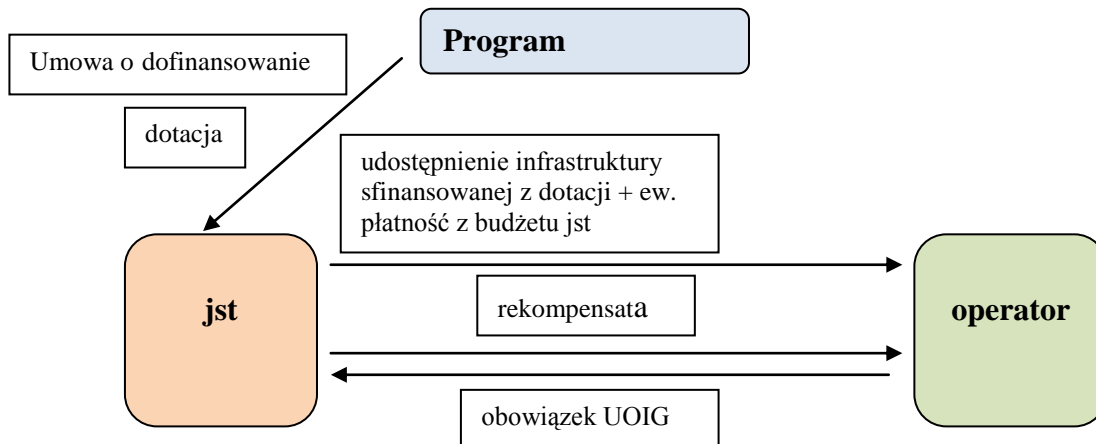 Program
Umowa o dofinansowanie
dotacja
udostępnienie infrastruktury
sfinansowanej z dotacji + ew.
płatność z budżetu jst
jst
rekompensata
operator
obowiązek UOIG